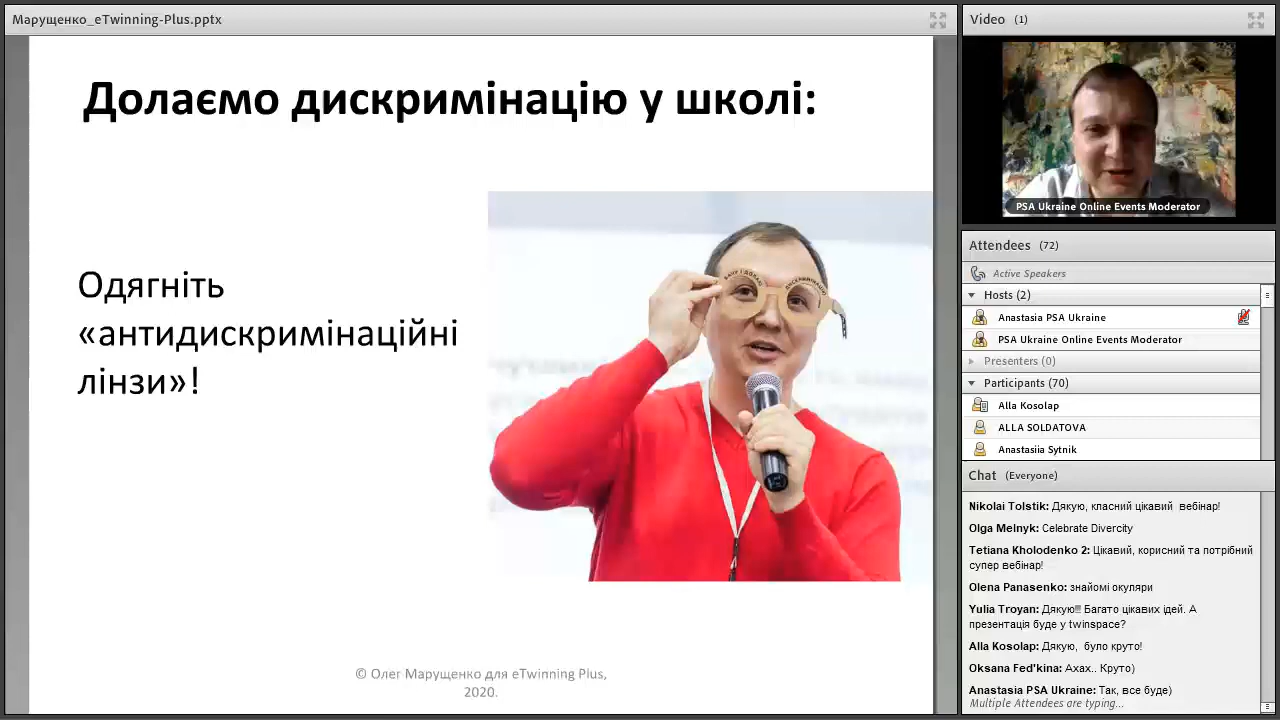 Марущенко_eTwinning-Plus.pptx
Долаємо дискримінацію у школі:
Одягніть
«антидискримінаційні
лінзи»!
© Олег Марущенко для eTwinning Plus,
2020.
Video (1)
PSA Ukraine Online Events Moderator
Attendees (72)
Active Speakers
Hosts (2)
Anastasia PSA Ukraine
PSA Ukraine Online Events Moderator
Presenters (0)
Participants (70)
Alla Kosolap
ALLA SOLDATOVA
Anastasiia Sytnik
Chat (Everyone)
Nikolai Tolstik: Дякую, класний цікавий вебінар!
Olga Melnyk: Celebrate Divercity
Tetiana Kholodenko 2: Цікавий, корисний та потрібний
супер вебінар!
Olena Panasenko: знайомі окуляри
Yulia Troyan: Дякую!!! Багато цікавих ідей. А
презентація буде у twinspace?
Alla Kosolap: Дякую, було круто!
Oksana Fed'kina: Ахах.. Круто)
Anastasia PSA Ukraine: Так, все буде)
Multiple Attendees are typing...